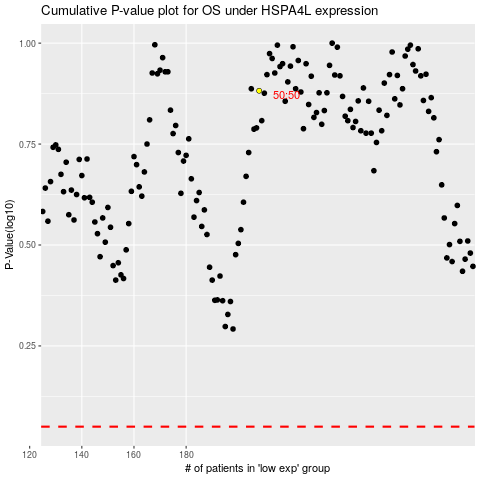 Cumulative P-value plot for OS under HSPA4L expression
P-Value(log10)
1.00
0.75
0.50
0.25
50:50
120 140 160 180
# of patients in 'low exp' group